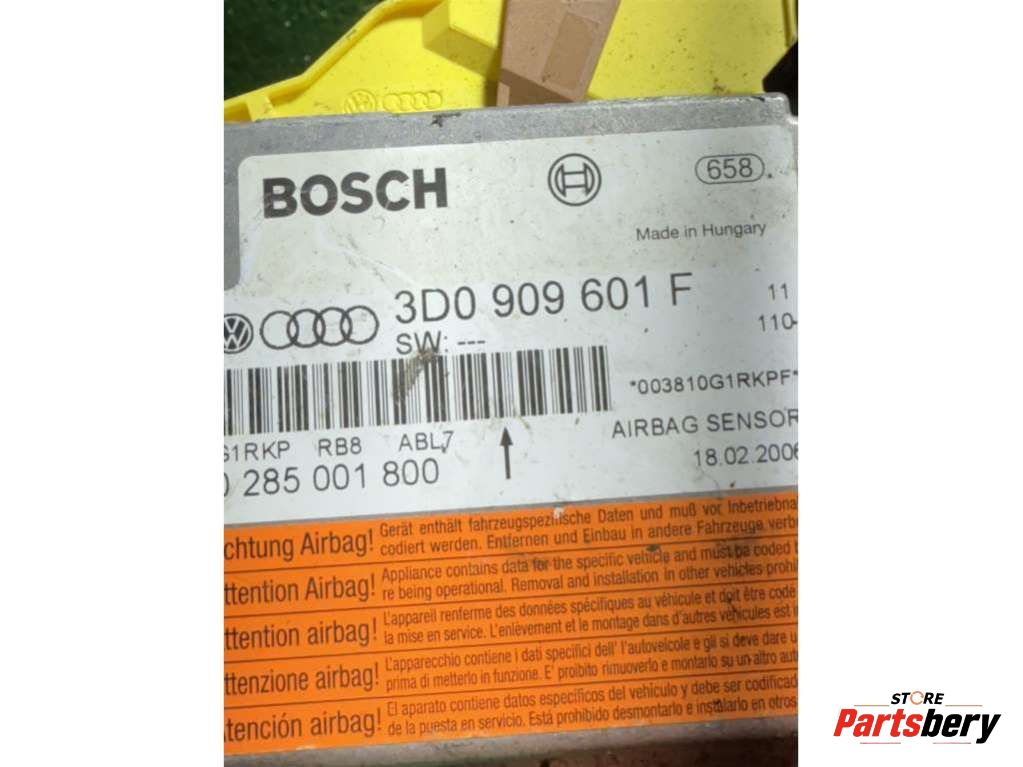 BOSCH
658
Made in Hungary
3D0 909 601 F
11
SW: ---
110-
*003810G1RKPF*
G1RKP RB8 ABL7
AIRBAG SENSOR
0 285 001 800
18.02.2006
chtung Airbag! Gerät enthält fahrzeugspezifische Daten und muß vor Inbetriebna
codiert werden. Entfernen und Einbau in andere Fahrzeuge verb
ttention Airbag! Appliance contains data for the specific vehicle and must be coded b
re being operational. Removal and installation in other vehicles prohi
ttention airbag! L'appareil renferme des données spécifiques au véhicule et doit être codé
la mise en service. L'enlèvement et le montage dans d'autres véhicules est i
ttenzione airbag! L'apparecchio contiene i dati specifici dell' l'autoveicolo e gli si deve dare u
prima di metterlo in funzione. E' proibito rimuoverlo e montarlo su un altro auto
tención airbag! El aparato contiene datos específicos del vehículo y debe ser codificad
de la puesta en servicio. Está prohibido desmontarlo e instalarlo en otros
STORE
Partsbery